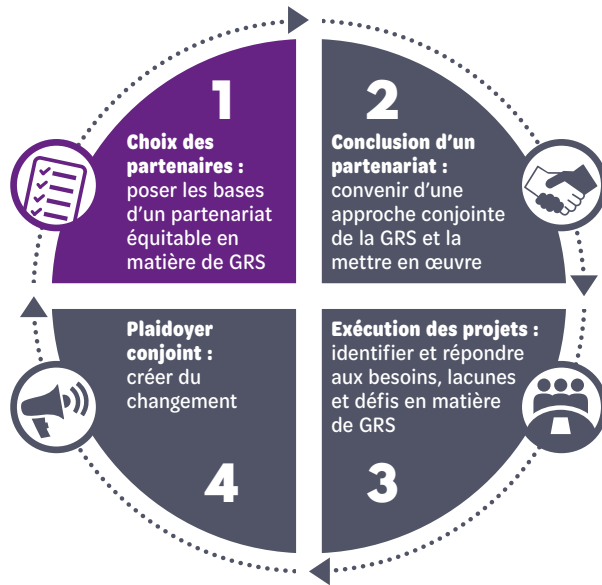 1
Choix des
partenaires :
poser les bases
d'un partenariat
équitable en
matière de GRS
2
Conclusion d'un
partenariat :
convenir d'une
approche conjointe
de la GRS et la
mettre en œuvre
Exécution des projets :
identifier et répondre
aux besoins, lacunes
et défis en matière
de GRS
3
Plaidoyer
conjoint :
créer du
changement
4